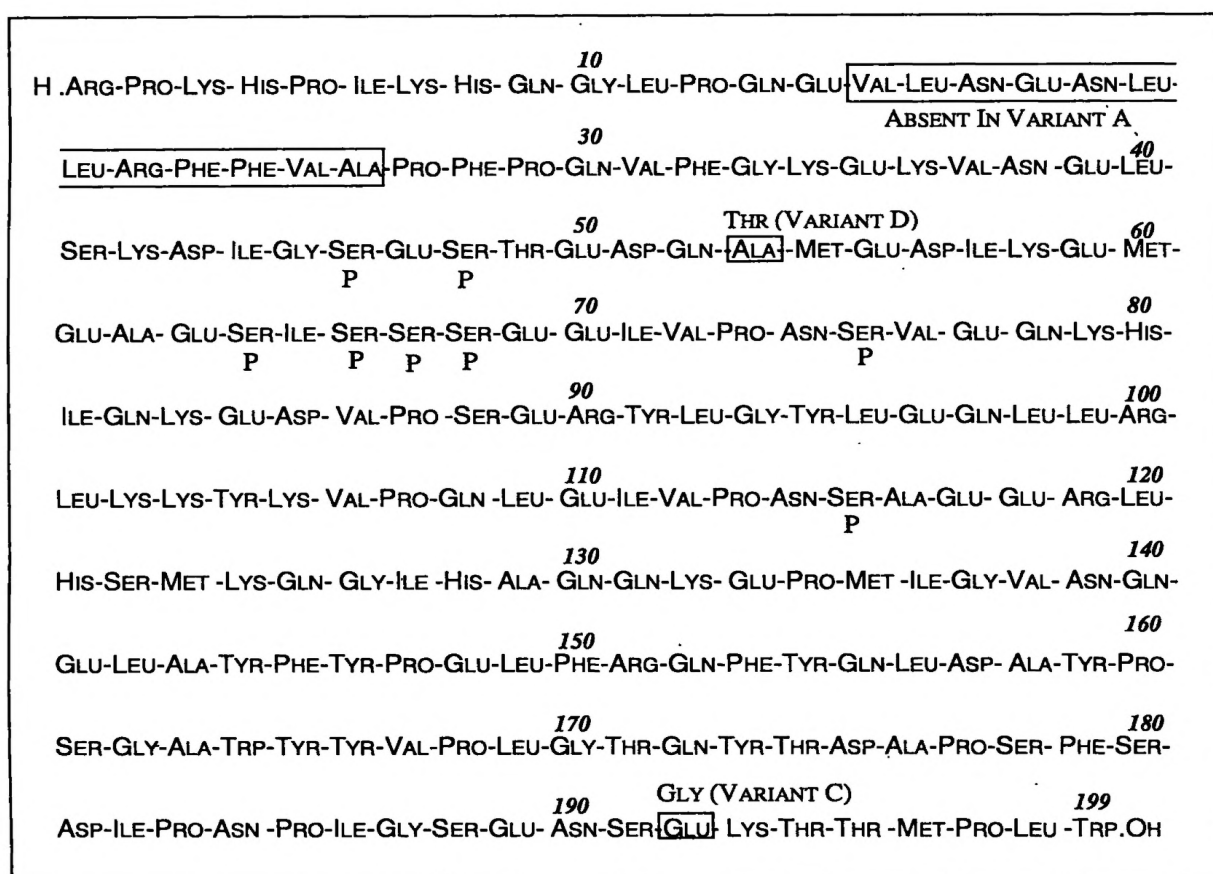 10
H .ARG-PRO-LYS- HIS-PRO- ILE-LYS- HIS- GLN- GLY-LEU-PRO-GLN-GLU-VAL-LEU-ASN-GLU-ASN-LEU-
ABSENT IN VARIANT A
30 40
LEU-ARG-PHE-PHE-VAL-ALA-PRO-PHE-PRO-GLN-VAL-PHE-GLY-LYS-GLU-LYS-VAL-ASN -GLU-LEU-
50 THR (VARIANT D) 60
SER-LYS-ASP- ILE-GLY-SER-GLU-SER-THR-GLU-ASP-GLN-ALA-MET-GLU-ASP-ILE-LYS-GLU- MET-
P P
70 80
GLU-ALA- GLU-SER-ILE- SER-SER-SER-GLU- GLU-ILE-VAL-PRO- ASN-SER-VAL- GLU- GLN-LYS-HIS-
P P P P P
90 100
ILE-GLN-LYS- GLU-ASP- VAL-PRO -SER-GLU-ARG-TYR-LEU-GLY-TYR-LEU-GLU-GLN-LEU-LEU-ARG-
110 120
LEU-LYS-LYS-TYR-LYS- VAL-PRO-GLN -LEU-GLU-ILE-VAL-PRO-ASN-SER-ALA-GLU- GLU- ARG-LEU-
P
130 140
HIS-SER-MET -LYS-GLN- GLY-ILE -HIS- ALA- GLN-GLN-LYS- GLU-PRO-MET -ILE-GLY-VAL- ASN-GLN-
150 160
GLU-LEU-ALA-TYR-PHE-TYR-PRO-GLU-LEU-PHE-ARG-GLN-PHE-TYR-GLN-LEU-ASP- ALA-TYR-PRO-
170 180
SER-GLY-ALA-TRP-TYR-TYR-VAL-PRO-LEU-GLY-THR-GLN-TYR-THR-ASP-ALA-PRO-SER- PHE-SER-
190 GLY (VARIANT C) 199
ASP-ILE-PRO-ASN -PRO-ILE-GLY-SER-GLU- ASN-SER-GLU- LYS-THR-THR -MET-PRO-LEU -TRP.OH